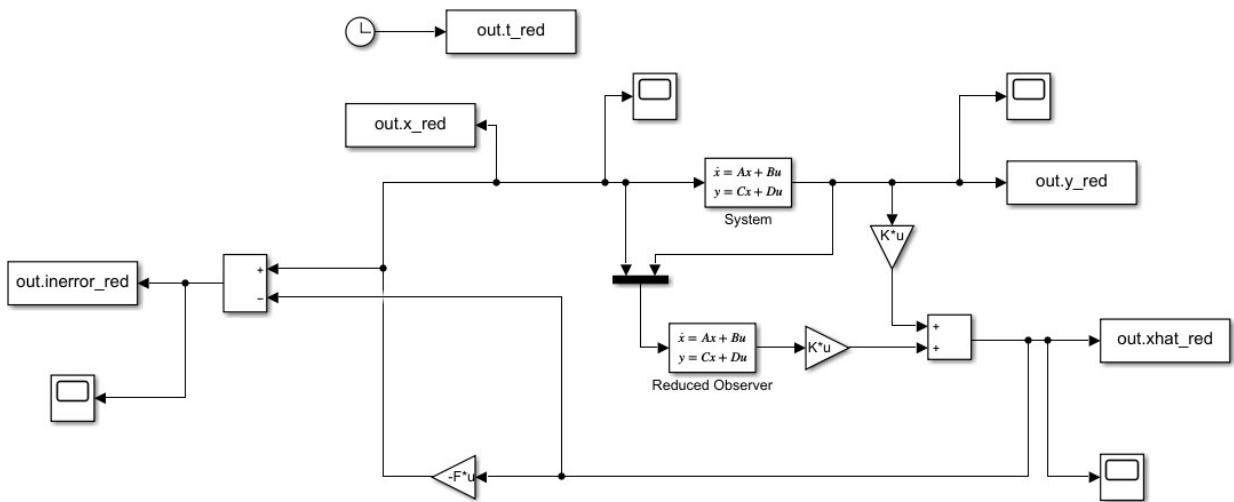 out.t_red
out.x_red
ẋ = Ax + Bu
y = Cx + Du
System
out.y_red
K*u
out.inerror_red
+
−
ẋ = Ax + Bu
y = Cx + Du
Reduced Observer
K*u
+
+
out.xhat_red
-F*u